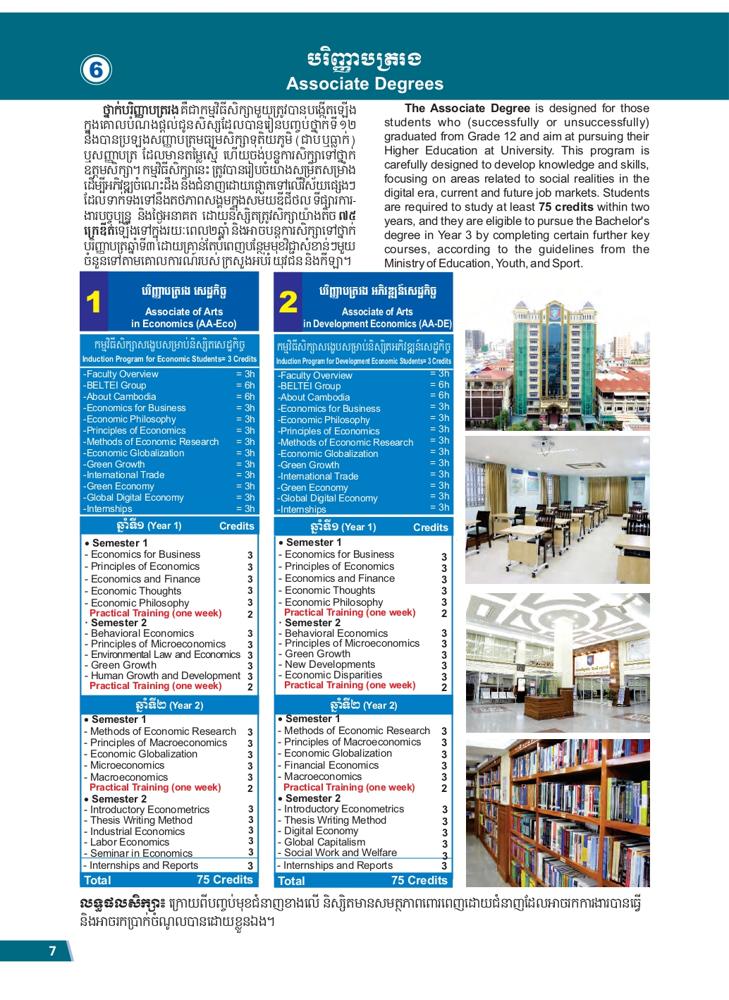 6
បរិញ្ញាបត្ររង
Associate Degrees
ថ្នាក់បរិញ្ញាបត្ររង គឺជាកម្មវិធីសិក្សាមួយត្រូវបានបង្កើតឡើង
ក្នុងគោលបំណងផ្តល់ជូនសិស្សដែលបានរៀនបញ្ចប់ថ្នាក់ទី១២
និងបានប្រឡងសញ្ញាបត្រមធ្យមសិក្សាទុតិយភូមិ (ជាប់ឬធ្លាក់)
ឬសញ្ញាបត្រ ដែលមានតម្លៃស្មើ ហើយចង់បន្តការសិក្សាទៅថ្នាក់
ឧត្តមសិក្សា។ កម្មវិធីសិក្សានេះ ត្រូវបានរៀបចំយ៉ាងសម្រិតសម្រាំង
ដើម្បីអភិវឌ្ឍចំណេះដឹង និងជំនាញដោយផ្តោតទៅលើវិស័យផ្សេងៗ
ដែលទាក់ទងទៅនឹងតថភាពសង្គមក្នុងសម័យឌីជីថល ទីផ្សារការ-
ងារបច្ចុប្បន្ន និងថ្ងៃអនាគត ដោយនិស្សិតត្រូវសិក្សាយ៉ាងតិច ៧៥
ក្រេឌីតឡើងទៅក្នុងរយៈពេល២ឆ្នាំ និងអាចបន្តការសិក្សាទៅថ្នាក់
បរិញ្ញាបត្រឆ្នាំទី៣ ដោយគ្រាន់តែបំពេញបន្ថែមមុខវិជ្ជាសំខាន់ៗមួយ
ចំនួនទៅតាមគោលការណ៍របស់ ក្រសួងអប់រំ យុវជន និងកីឡា។
The Associate Degree is designed for those
students who (successfully or unsuccessfully)
graduated from Grade 12 and aim at pursuing their
Higher Education at University. This program is
carefully designed to develop knowledge and skills,
focusing on areas related to social realities in the
digital era, current and future job markets. Students
are required to study at least 75 credits within two
years, and they are eligible to pursue the Bachelor's
degree in Year 3 by completing certain further key
courses, according to the guidelines from the
Ministry of Education, Youth, and Sport.
1
បរិញ្ញាបត្ររង សេដ្ឋកិច្ច
Associate of Arts
in Economics (AA-Eco)
កម្មវិធីសិក្សាសង្ខេបសម្រាប់និស្សិតសេដ្ឋកិច្ច
Induction Program for Economic Students= 3 Credits
-Faculty Overview = 3h
-BELTEI Group = 6h
-About Cambodia = 6h
-Economics for Business = 3h
-Economic Philosophy = 3h
-Principles of Economics = 3h
-Methods of Economic Research = 3h
-Economic Globalization = 3h
-Green Growth = 3h
-International Trade = 3h
-Green Economy = 3h
-Global Digital Economy = 3h
-Internships = 3h
ឆ្នាំទី១ (Year 1) Credits
• Semester 1
- Economics for Business 3
- Principles of Economics 3
- Economics and Finance 3
- Economic Thoughts 3
- Economic Philosophy 3
Practical Training (one week) 2
· Semester 2
- Behavioral Economics 3
- Principles of Microeconomics 3
- Environmental Law and Economics 3
- Green Growth 3
- Human Growth and Development 3
Practical Training (one week) 2
ឆ្នាំទី២ (Year 2)
• Semester 1
- Methods of Economic Research 3
- Principles of Macroeconomics 3
- Economic Globalization 3
- Microeconomics 3
- Macroeconomics 3
Practical Training (one week) 2
• Semester 2
- Introductory Econometrics 3
- Thesis Writing Method 3
- Industrial Economics 3
- Labor Economics 3
- Seminar in Economics 3
- Internships and Reports 3
Total 75 Credits
2
បរិញ្ញាបត្ររង អភិវឌ្ឍន៍សេដ្ឋកិច្ច
Associate of Arts
in Development Economics (AA-DE)
កម្មវិធីសិក្សាសង្ខេបសម្រាប់និស្សិតអភិវឌ្ឍន៍សេដ្ឋកិច្ច
Induction Program for Development Economic Students= 3 Credits
-Faculty Overview = 3h
-BELTEI Group = 6h
-About Cambodia = 6h
-Economics for Business = 3h
-Economic Philosophy = 3h
-Principles of Economics = 3h
-Methods of Economic Research = 3h
-Economic Globalization = 3h
-Green Growth = 3h
-International Trade = 3h
-Green Economy = 3h
-Global Digital Economy = 3h
-Internships = 3h
ឆ្នាំទី១ (Year 1) Credits
• Semester 1
- Economics for Business 3
- Principles of Economics 3
- Economics and Finance 3
- Economic Thoughts 3
- Economic Philosophy 3
Practical Training (one week) 2
· Semester 2
- Behavioral Economics 3
- Principles of Microeconomics 3
- Green Growth 3
- New Developments 3
- Economic Disparities 3
Practical Training (one week) 2
ឆ្នាំទី២ (Year 2)
• Semester 1
- Methods of Economic Research 3
- Principles of Macroeconomics 3
- Economic Globalization 3
- Financial Economics 3
- Macroeconomics 3
Practical Training (one week) 2
• Semester 2
- Introductory Econometrics 3
- Thesis Writing Method 3
- Digital Economy 3
- Global Capitalism 3
- Social Work and Welfare 3
- Internships and Reports 3
Total 75 Credits
លទ្ធផលសិក្សា៖ ក្រោយពីបញ្ចប់មុខជំនាញខាងលើ និស្សិតមានសមត្ថភាពពោរពេញដោយជំនាញដែលអាចរកការងារបានធ្វើ
និងអាចរកប្រាក់ចំណូលបានដោយខ្លួនឯង។
7